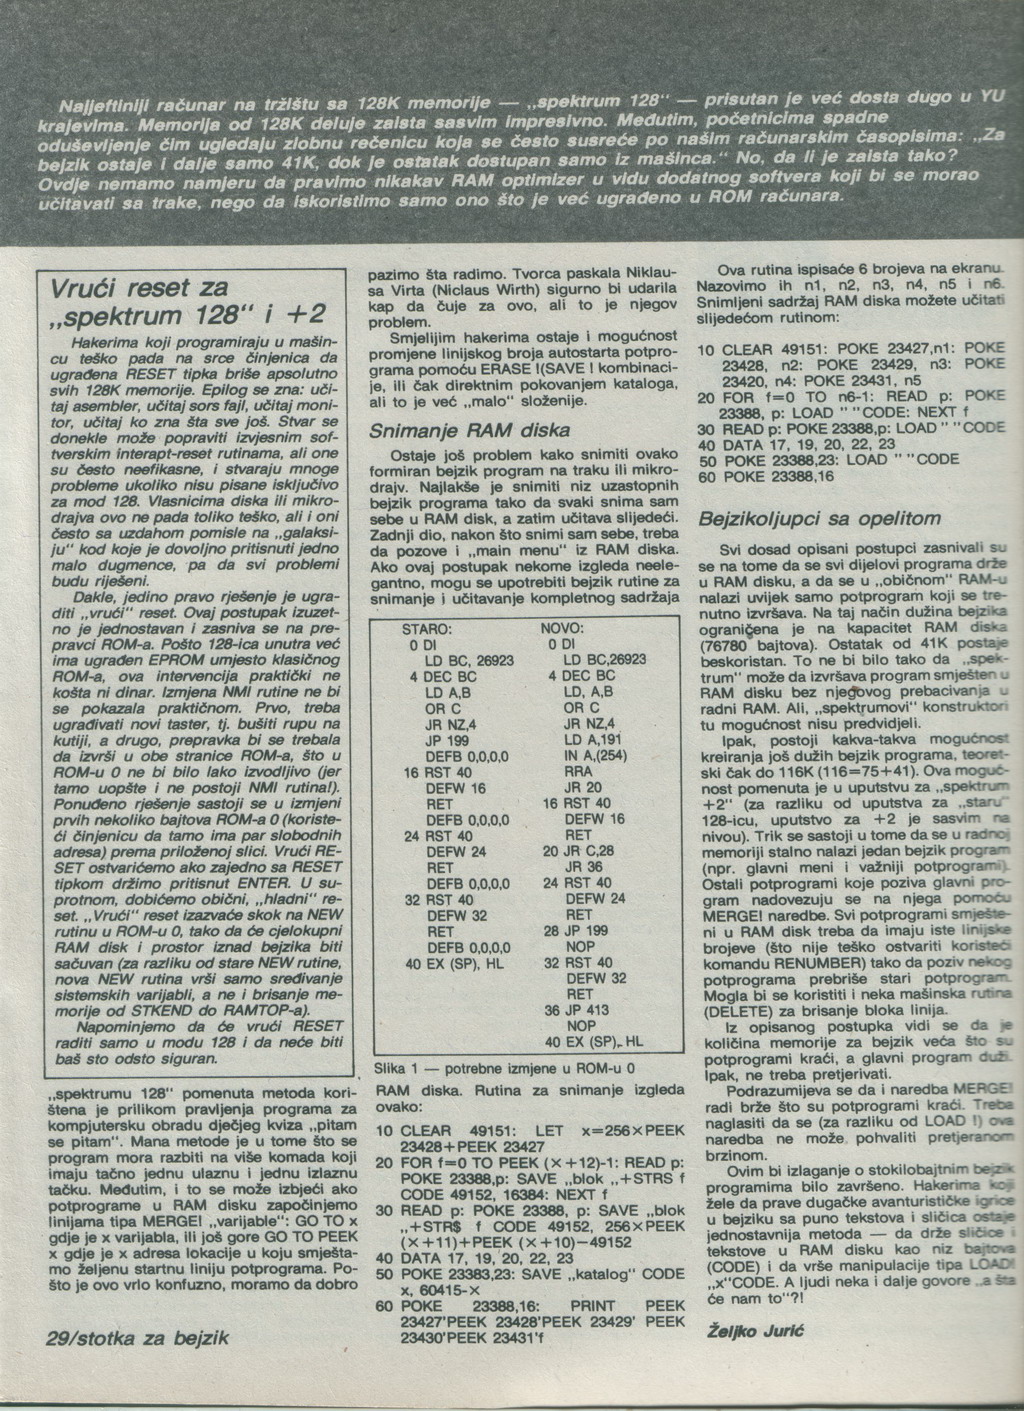 Najjeftiniji računar na tržištu sa 128K memorije — „spektrum 128“ — prisutan je već dosta dugo u YU
krajevima. Memorija od 128K deluje zaista sasvim impresivno. Međutim, početnicima spadne
oduševljenje čim ugledaju zlobnu rečenicu koja se često susreće po našim računarskim časopisima: „Za
bejzik ostaje i dalje samo 41K, dok je ostatak dostupan samo iz mašinca.“ No, da li je zaista tako?
Ovdje nemamo namjeru da pravimo nikakav RAM optimizer u vidu dodatnog softvera koji bi se morao
učitavati sa trake, nego da iskoristimo samo ono što je već ugrađeno u ROM računara.
Vrući reset za
„spektrum 128“ i +2
Hakerima koji programiraju u mašin-
cu teško pada na srce činjenica da
ugrađena RESET tipka briše apsolutno
svih 128K memorije. Epilog se zna: uči-
taj asembler, učitaj sors fajl, učitaj moni-
tor, učitaj ko zna šta sve još. Stvar se
donekle može popraviti izvjesnim sof-
tverskim interapt-reset rutinama, ali one
su često neefikasne, i stvaraju mnoge
probleme ukoliko nisu pisane isključivo
za mod 128. Vlasnicima diska ili mikro-
drajva ovo ne pada toliko teško, ali i oni
često sa uzdahom pomisle na „galaksi-
ju“ kod koje je dovoljno pritisnuti jedno
malo dugmence, pa da svi problemi
budu riješeni.
Dakle, jedino pravo rješenje je ugra-
diti „vrući“ reset. Ovaj postupak izuzet-
no je jednostavan i zasniva se na pre-
pravci ROM-a. Pošto 128-ica unutra već
ima ugrađen EPROM umjesto klasičnog
ROM-a, ova intervencija praktički ne
košta ni dinar. Izmjena NMI rutine ne bi
se pokazala praktičnom. Prvo, treba
ugrađivati novi taster, tj. bušiti rupu na
kutiji, a drugo, prepravka bi se trebala
da izvrši u obe stranice ROM-a, što u
ROM-u 0 ne bi bilo lako izvodljivo (jer
tamo uopšte i ne postoji NMI rutina!).
Ponuđeno rješenje sastoji se u izmjeni
prvih nekoliko bajtova ROM-a 0 (koriste-
ći činjenicu da tamo ima par slobodnih
adresa) prema priloženoj slici. Vrući RE-
SET ostvarićemo ako zajedno sa RESET
tipkom držimo pritisnut ENTER. U su-
protnom, dobićemo obični, „hladni“ re-
set. „Vrući“ reset izazvaće skok na NEW
rutinu u ROM-u 0, tako da će cjelokupni
RAM disk i prostor iznad bejzika biti
sačuvan (za razliku od stare NEW rutine,
nova NEW rutina vrši samo sređivanje
sistemskih varijabli, a ne i brisanje me-
morije od STKEND do RAMTOP-a).
Napominjemo da će vrući RESET
raditi samo u modu 128 i da neće biti
baš sto odsto siguran.
„spektrumu 128“ pomenuta metoda kori-
štena je prilikom pravljenja programa za
kompjutersku obradu dječjeg kviza „pitam
se pitam“. Mana metode je u tome što se
program mora razbiti na više komada koji
imaju tačno jednu ulaznu i jednu izlaznu
tačku. Međutim, i to se može izbjeći ako
potprograme u RAM disku započinjemo
linijama tipa MERGE! „varijable“: GO TO x
gdje je x varijabla, ili još gore GO TO PEEK
x gdje je x adresa lokacije u koju smješta-
mo željenu startnu liniju potprograma. Po-
što je ovo vrlo konfuzno, moramo da dobro
29/stotka za bejzik
pazimo šta radimo. Tvorca paskala Niklau-
sa Virta (Niclaus Wirth) sigurno bi udarila
kap da čuje za ovo, ali to je njegov
problem.
Smjelijim hakerima ostaje i mogućnost
promjene linijskog broja autostarta potpro-
grama pomoću ERASE !(SAVE ! kombinaci-
je, ili čak direktnim pokovanjem kataloga,
ali to je već „malo“ složenije.
Snimanje RAM diska
Ostaje još problem kako snimiti ovako
formiran bejzik program na traku ili mikro-
drajv. Najlakše je snimiti niz uzastopnih
bejzik programa tako da svaki snima sam
sebe u RAM disk, a zatim učitava slijedeći.
Zadnji dio, nakon što snimi sam sebe, treba
da pozove i „main menu“ iz RAM diska.
Ako ovaj postupak nekome izgleda neele-
gantno, mogu se upotrebiti bejzik rutine za
snimanje i učitavanje kompletnog sadržaja
STARO:
0 DI
LD BC, 26923
4 DEC BC
LD A,B
OR C
JR NZ,4
JP 199
DEFB 0,0,0,0
16 RST 40
DEFW 16
RET
DEFB 0,0,0,0
24 RST 40
DEFW 24
RET
DEFB 0,0,0,0
32 RST 40
DEFW 32
RET
DEFB 0,0,0,0
40 EX (SP), HL
NOVO:
0 DI
LD BC,26923
4 DEC BC
LD, A,B
OR C
JR NZ,4
LD A,191
IN A,(254)
RRA
JR 20
16 RST 40
DEFW 16
RET
20 JR C,28
JR 36
24 RST 40
DEFW 24
RET
28 JP 199
NOP
32 RST 40
DEFW 32
RET
36 JP 413
NOP
40 EX (SP), HL
Slika 1 — potrebne izmjene u ROM-u 0
RAM diska. Rutina za snimanje izgleda
ovako:
10 CLEAR 49151: LET x=256×PEEK
23428+PEEK 23427
20 FOR f=0 TO PEEK (x+12)-1: READ p:
POKE 23388,p: SAVE „blok „+STRS f
CODE 49152, 16384: NEXT f
30 READ p: POKE 23388, p: SAVE „blok
„+STR$ f CODE 49152, 256×PEEK
(x+11)+PEEK (x+10)—49152
40 DATA 17, 19, 20, 22, 23
50 POKE 23383,23: SAVE „katalog“ CODE
x, 60415-x
60 POKE 23388,16: PRINT PEEK
23427'PEEK 23428'PEEK 23429' PEEK
23430'PEEK 23431'f
Ova rutina ispisaće 6 brojeva na ekranu.
Nazovimo ih n1, n2, n3, n4, n5 i n6.
Snimljeni sadržaj RAM diska možete učitati
slijedećom rutinom:
10 CLEAR 49151: POKE 23427,n1: POKE
23428, n2: POKE 23429, n3: POKE
23420, n4: POKE 23431, n5
20 FOR f=0 TO n6-1: READ p: POKE
23388, p: LOAD " "CODE: NEXT f
30 READ p: POKE 23388,p: LOAD " "CODE
40 DATA 17, 19, 20, 22, 23
50 POKE 23388,23: LOAD " "CODE
60 POKE 23388,16
Bejzikoljupci sa opelitom
Svi dosad opisani postupci zasnivali su
se na tome da se svi dijelovi programa drže
u RAM disku, a da se u „običnom“ RAM-u
nalazi uvijek samo potprogram koji se tre-
nutno izvršava. Na taj način dužina bejzika
ograničena je na kapacitet RAM diska
(76780 bajtova). Ostatak od 41K postaje
beskoristan. To ne bi bilo tako da „spek-
trum“ može da izvršava program smješten u
RAM disku bez njegovog prebacivanja u
radni RAM. Ali, „spektrumovi“ konstruktori
tu mogućnost nisu predvidjeli.
Ipak, postoji kakva-takva mogućnost
kreiranja još dužih bejzik programa, teoret-
ski čak do 116K (116=75+41). Ova moguć-
nost pomenuta je u uputstvu za „spektrum
+2“ (za razliku od uputstva za „staru“
128-icu, uputstvo za +2 je sasvim na
nivou). Trik se sastoji u tome da se u radnoj
memoriji stalno nalazi jedan bejzik program
(npr. glavni meni i važniji potprogrami).
Ostali potprogrami koje poziva glavni pro-
gram nadovezuju se na njega pomoću
MERGE! naredbe. Svi potprogrami smješte-
ni u RAM disk treba da imaju iste linijske
brojeve (što nije teško ostvariti koristeći
komandu RENUMBER) tako da poziv nekog
potprograma prebriše stari potprogram.
Mogla bi se koristiti i neka mašinska rutina
(DELETE) za brisanje bloka linija.
Iz opisanog postupka vidi se da je
količina memorije za bejzik veća što su
potprogrami kraći, a glavni program duži.
Ipak, ne treba pretjerivati.
Podrazumijeva se da i naredba MERGE!
radi brže što su potprogrami kraći. Treba
naglasiti da se (za razliku od LOAD !) ova
naredba ne može pohvaliti pretjeranom
brzinom.
Ovim bi izlaganje o stokilobajtnim bejzik
programima bilo završeno. Hakerima koji
žele da prave dugačke avanturističke igrice
u bejziku sa puno tekstova i sličica ostaje
jednostavnija metoda — da drže sličice i
tekstove u RAM disku kao niz bajtova
(CODE) i da vrše manipulacije tipa LOAD!
„x“CODE. A ljudi neka i dalje govore „a šta
će nam to“?!
Željko Jurić